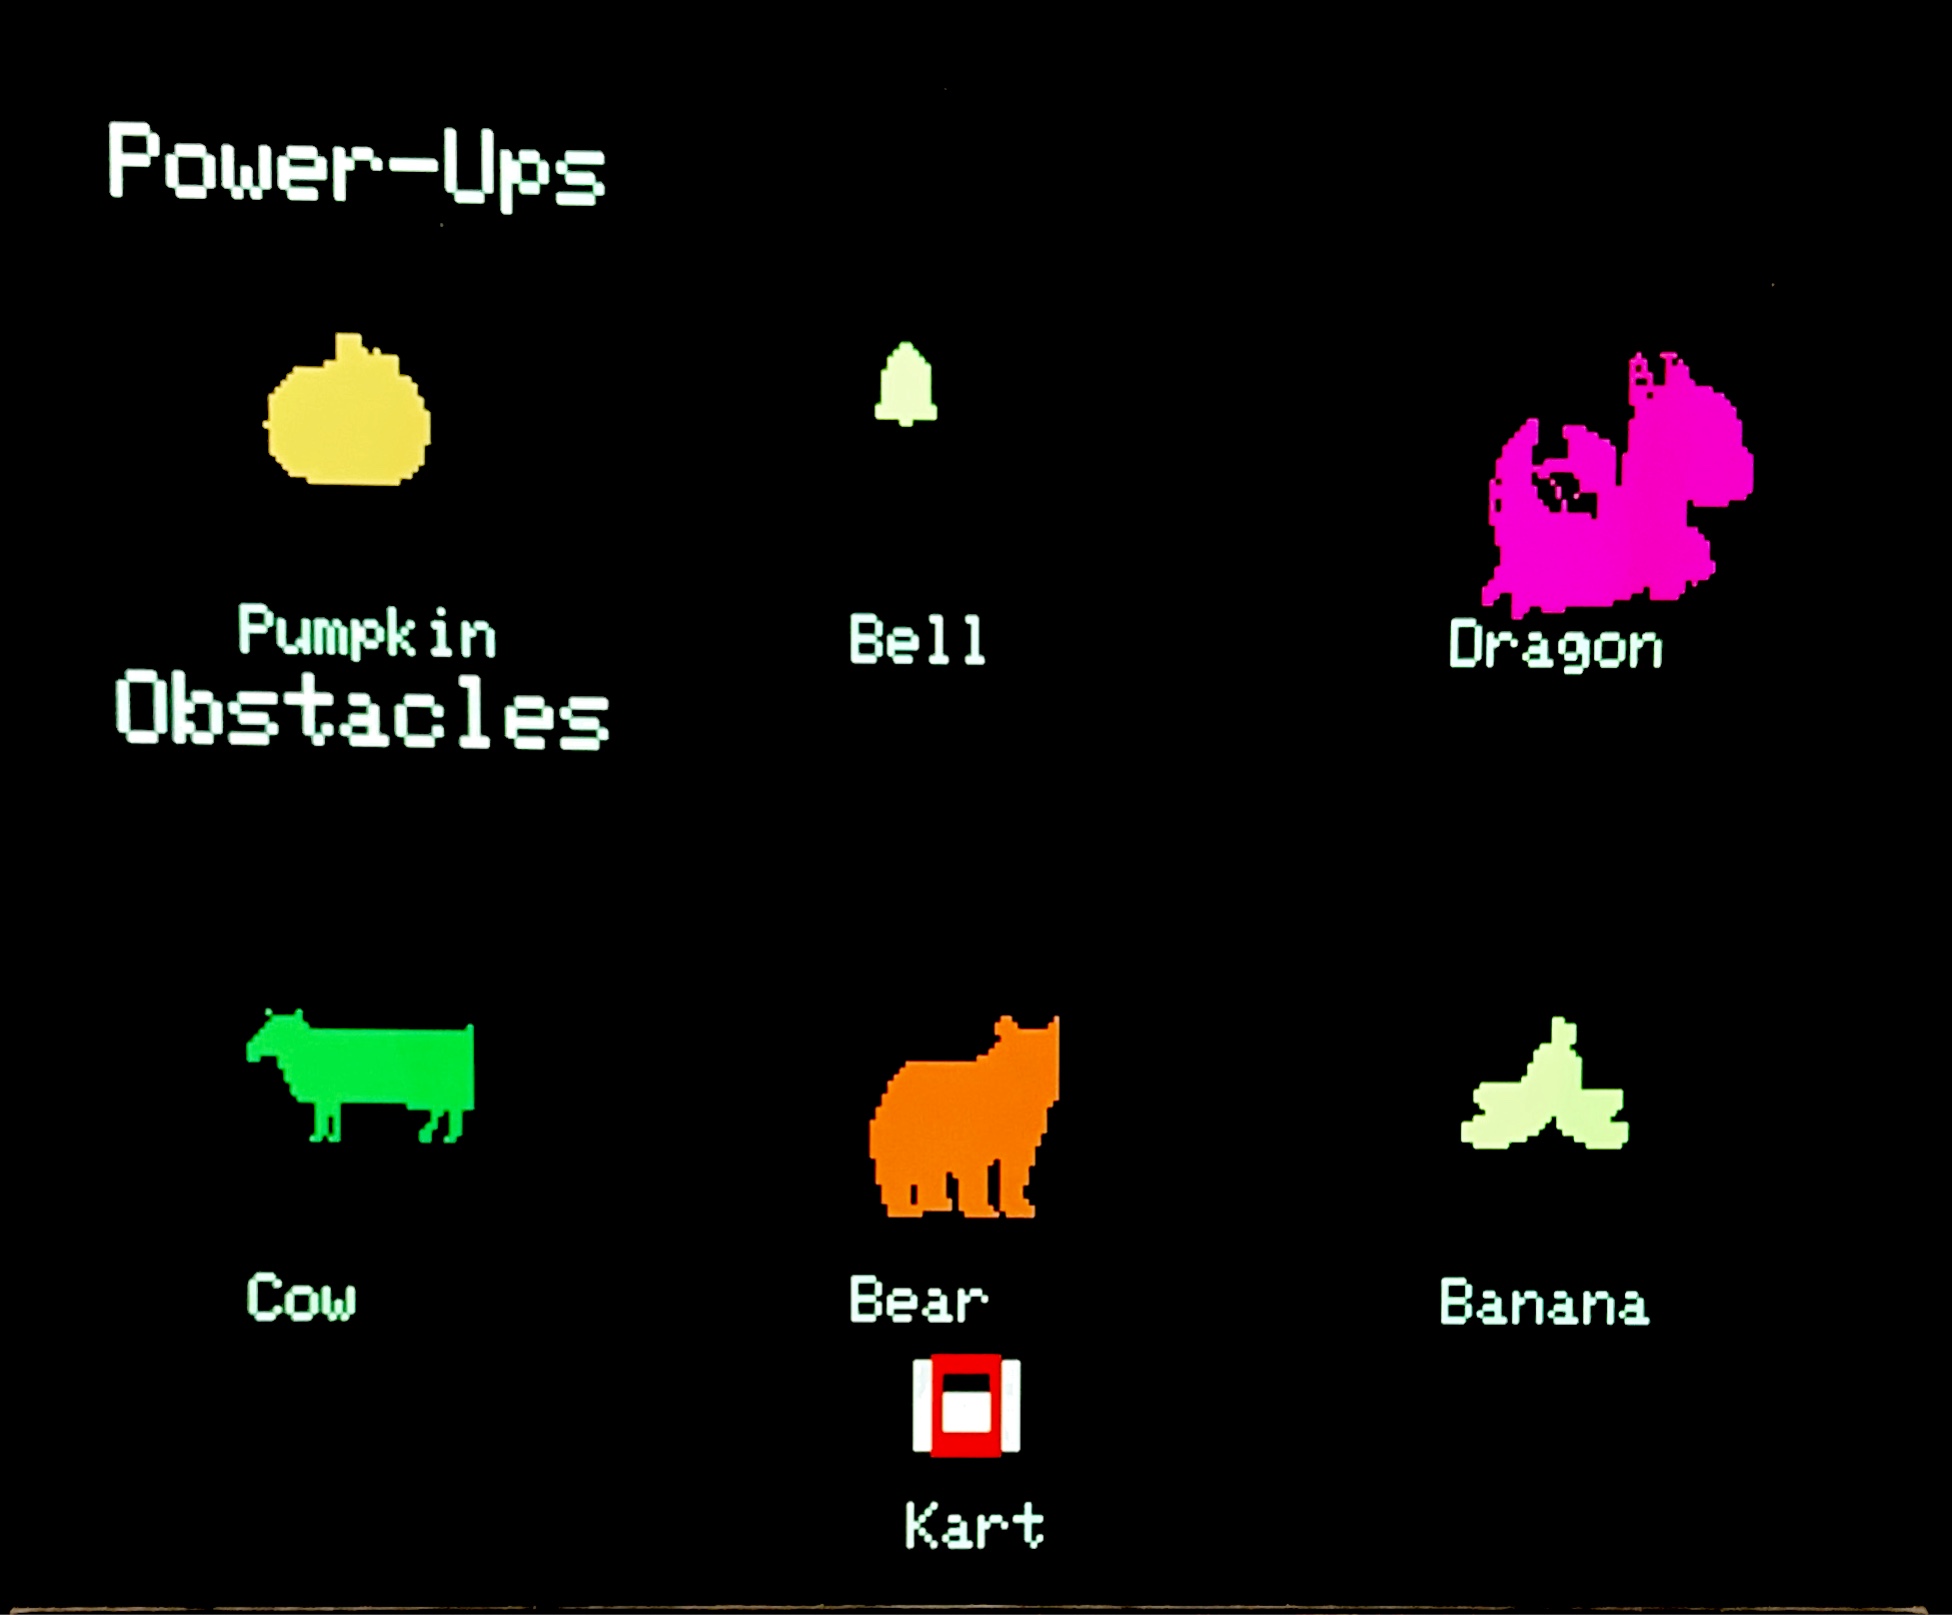 Power-Ups
Pumpkin Bell Dragon
Obstacles
Cow Bear Banana
Kart